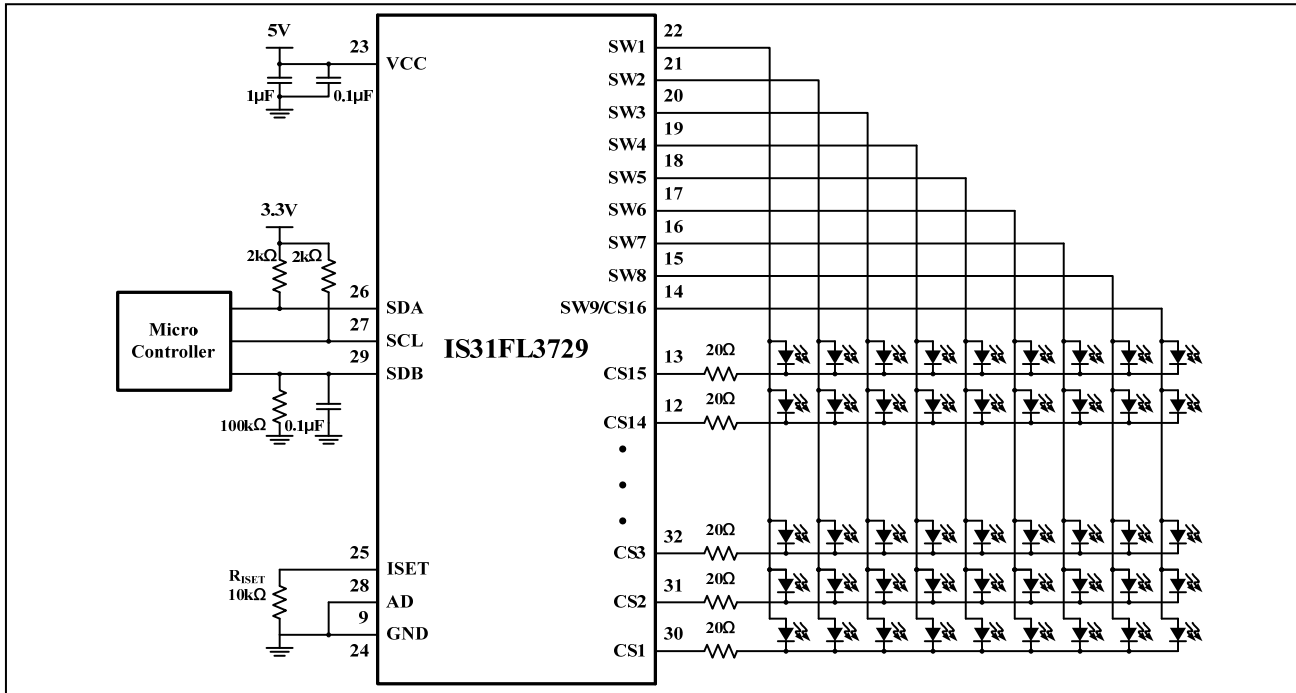 5V
23
VCC
1µF
0.1µF
3.3V
2kΩ
2kΩ
Micro
Controller
26
SDA
27
SCL
29
SDB
100kΩ
0.1µF
IS31FL3729
25
ISET
RISET
10kΩ
28
AD
9
GND
24
22
SW1
21
SW2
20
SW3
19
SW4
18
SW5
17
SW6
16
SW7
15
SW8
14
SW9/CS16
13
20Ω
CS15
12
20Ω
CS14
32
20Ω
CS3
31
20Ω
CS2
30
20Ω
CS1